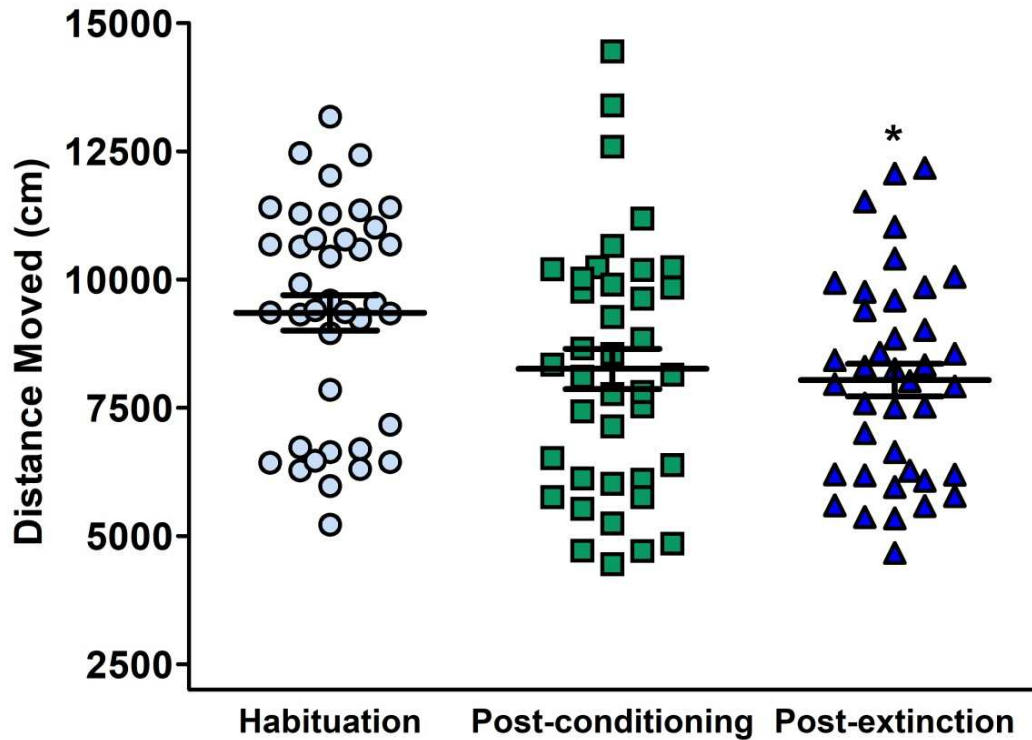 Distance Moved (cm)
15000
12500
10000
7500
5000
2500
*
Habituation
Post-conditioning
Post-extinction